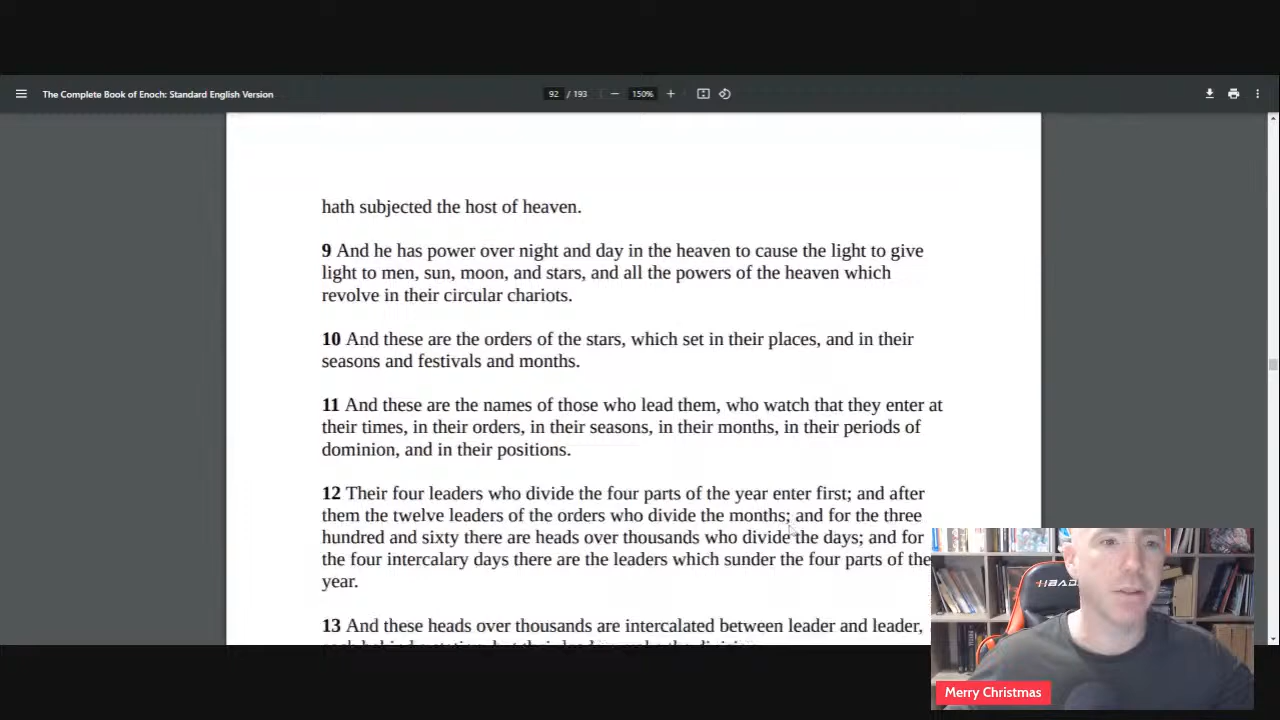 The Complete Book of Enoch: Standard English Version
92 / 193
150%
hath subjected the host of heaven.
9 And he has power over night and day in the heaven to cause the light to give
light to men, sun, moon, and stars, and all the powers of the heaven which
revolve in their circular chariots.
10 And these are the orders of the stars, which set in their places, and in their
seasons and festivals and months.
11 And these are the names of those who lead them, who watch that they enter at
their times, in their orders, in their seasons, in their months, in their periods of
dominion, and in their positions.
12 Their four leaders who divide the four parts of the year enter first; and after
them the twelve leaders of the orders who divide the months; and for the three
hundred and sixty there are heads over thousands who divide the days; and for
the four intercalary days there are the leaders which sunder the four parts of the
year.
13 And these heads over thousands are intercalated between leader and leader,
Merry Christmas